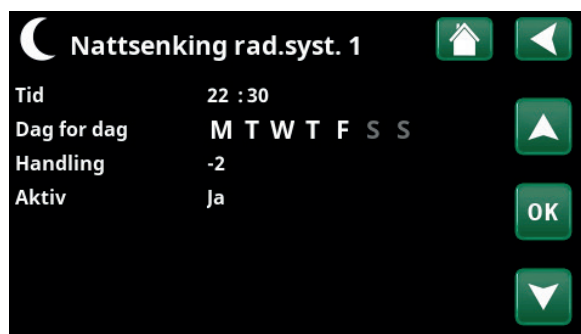 Nattsenking rad.syst. 1
Tid 22 :30
Dag for dag M T W T F S S
Handling -2
Aktiv Ja
OK